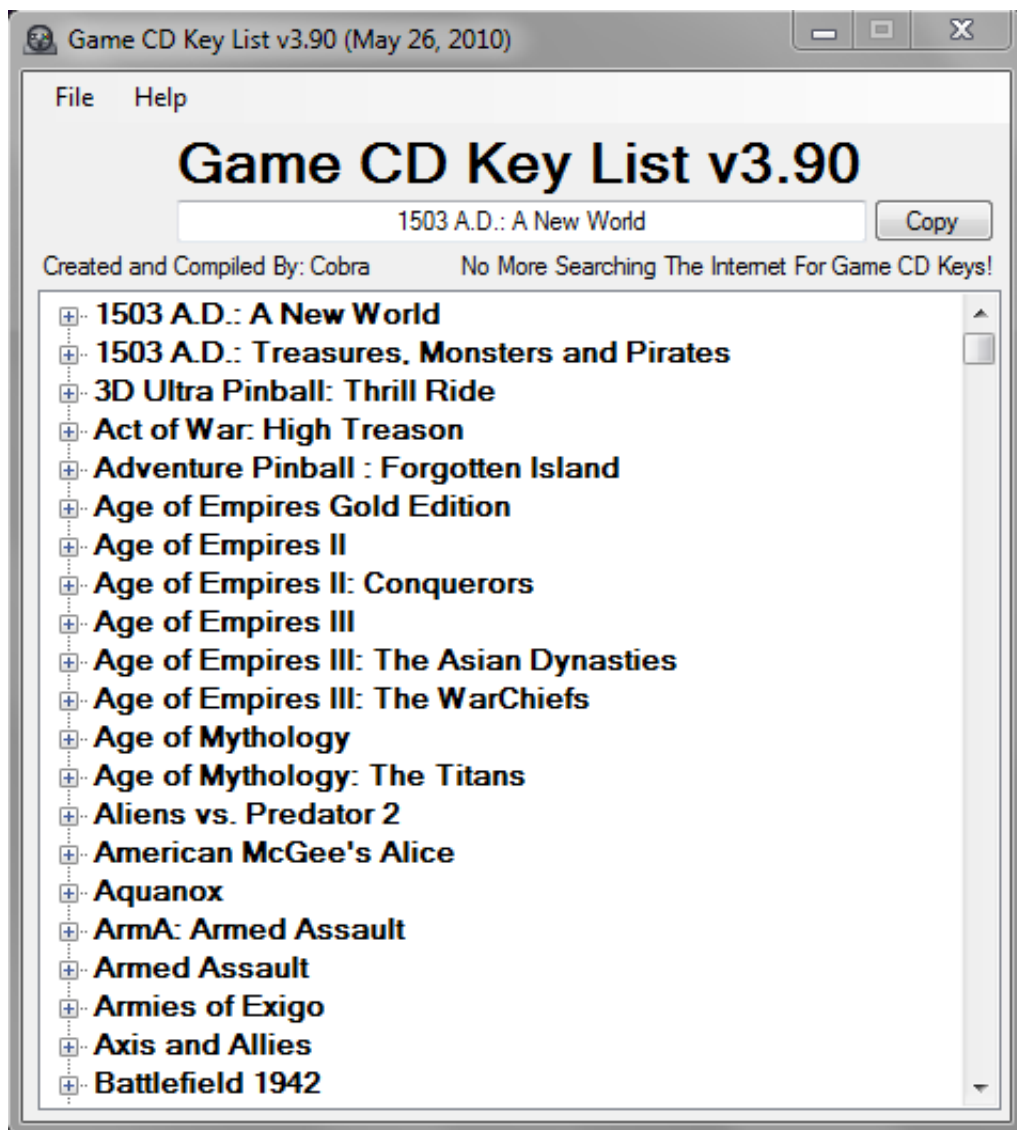 Game CD Key List v3.90 (May 26, 2010)
File Help
Game CD Key List v3.90
1503 A.D.: A New World Copy
Created and Compiled By: Cobra No More Searching The Internet For Game CD Keys!
1503 A.D.: A New World
1503 A.D.: Treasures, Monsters and Pirates
3D Ultra Pinball: Thrill Ride
Act of War: High Treason
Adventure Pinball : Forgotten Island
Age of Empires Gold Edition
Age of Empires II
Age of Empires II: Conquerors
Age of Empires III
Age of Empires III: The Asian Dynasties
Age of Empires III: The WarChiefs
Age of Mythology
Age of Mythology: The Titans
Aliens vs. Predator 2
American McGee's Alice
Aquanox
ArmA: Armed Assault
Armed Assault
Armies of Exigo
Axis and Allies
Battlefield 1942